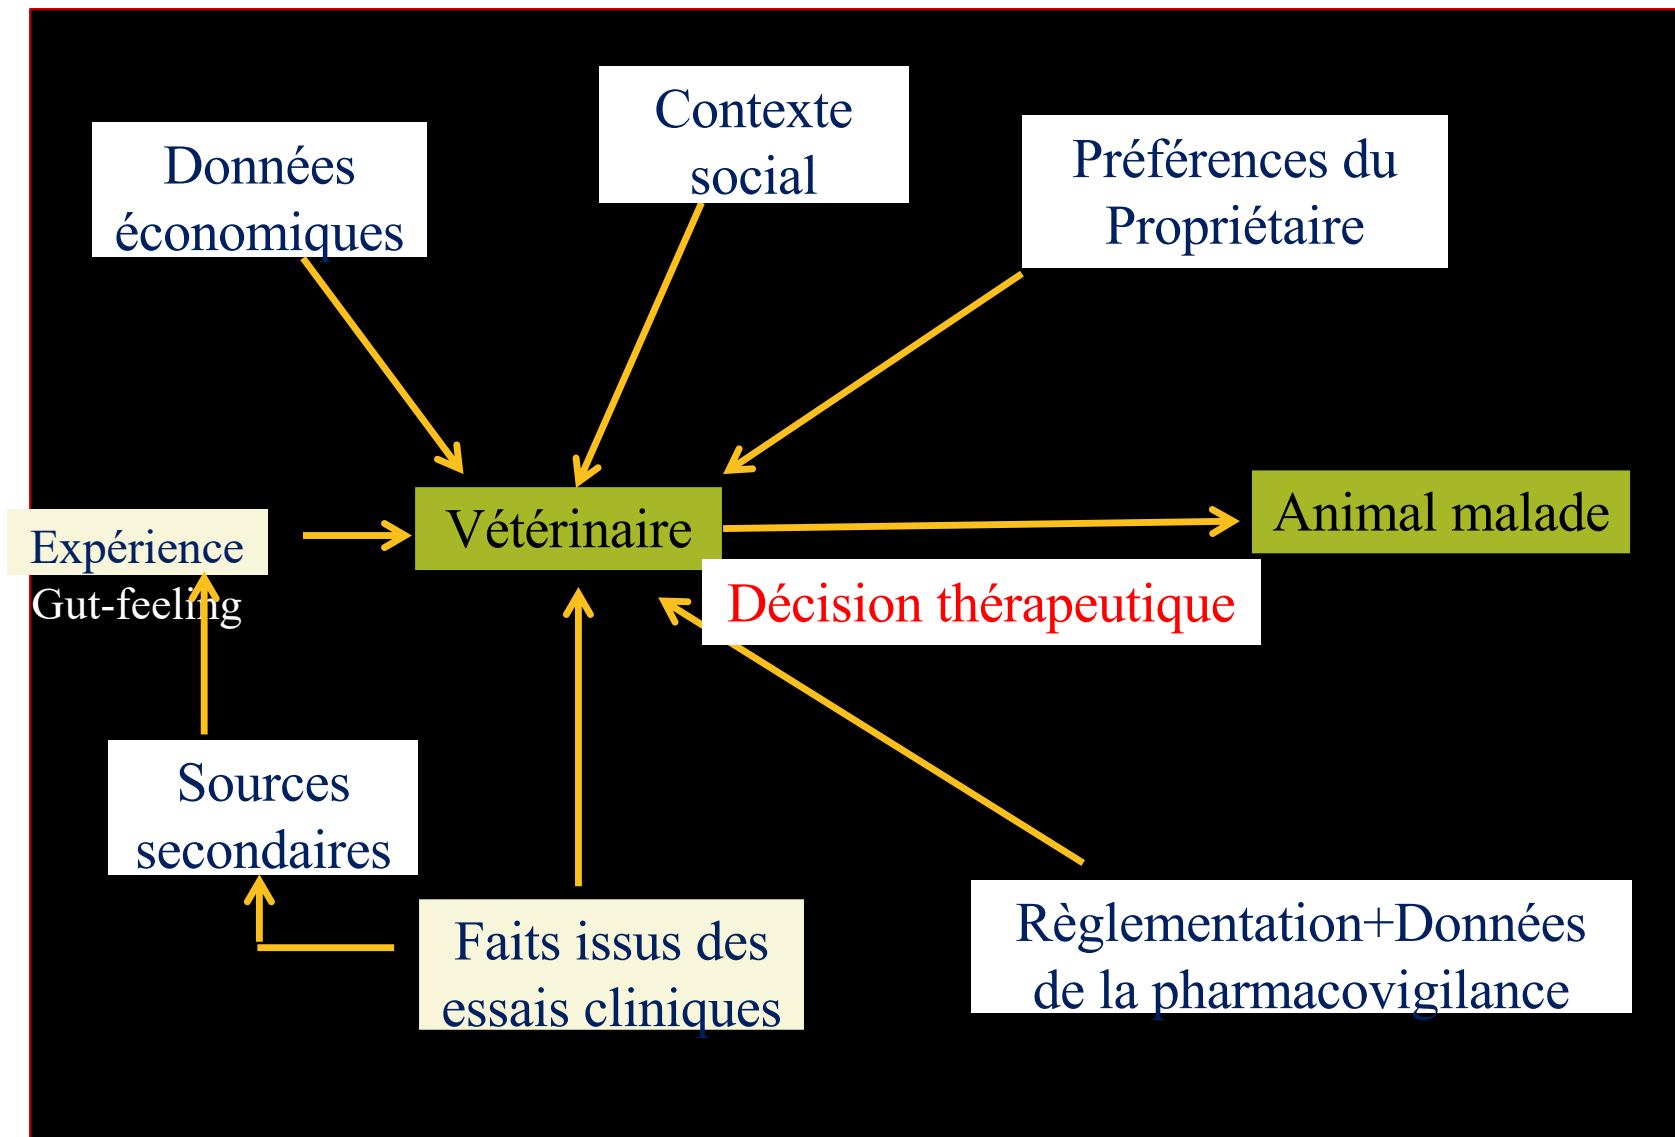 Contexte
social
Données
économiques
Préférences du
Propriétaire
Vétérinaire
Animal malade
Expérience
Gut-feeling
Décision thérapeutique
Sources
secondaires
Faits issus des
essais cliniques
Règlementation+Données
de la pharmacovigilance